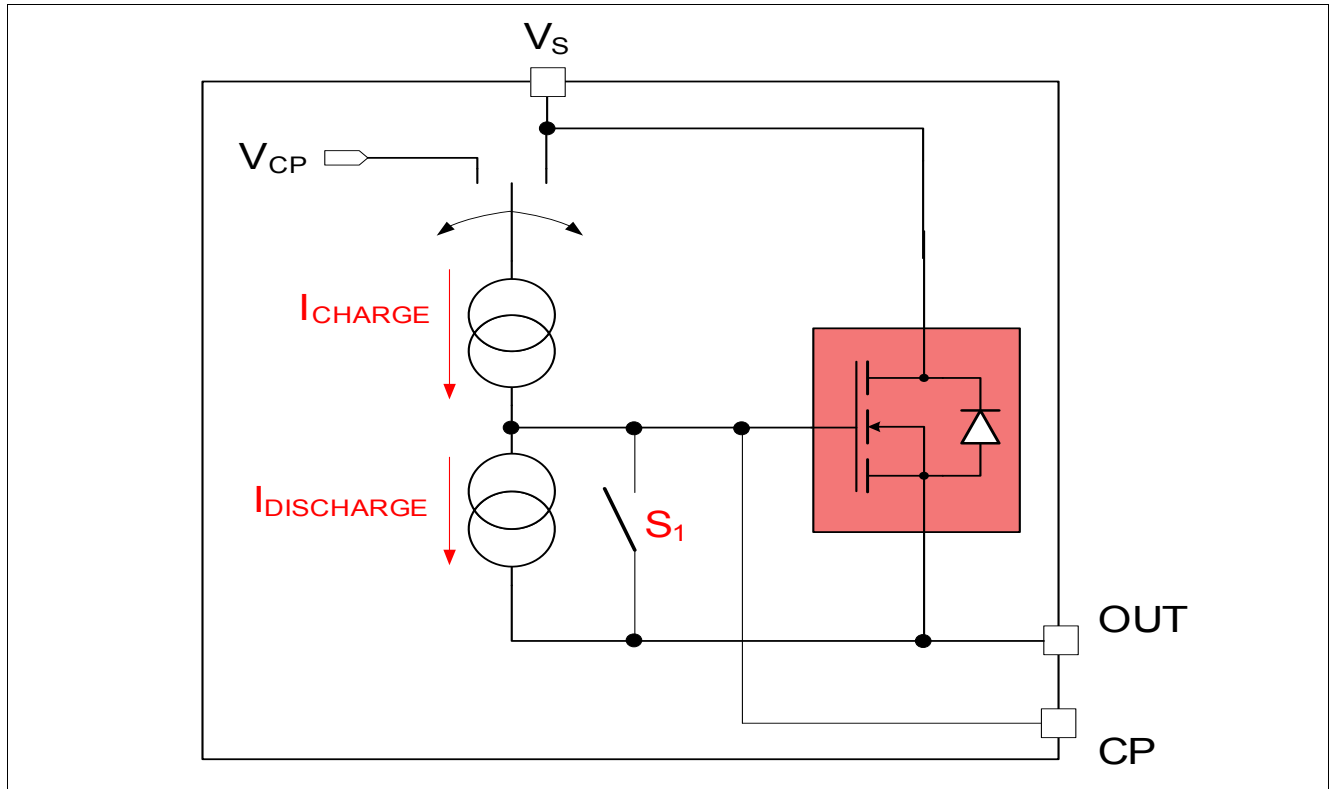 VS
VCP
ICHARGE
IDISCHARGE
S1
OUT
CP